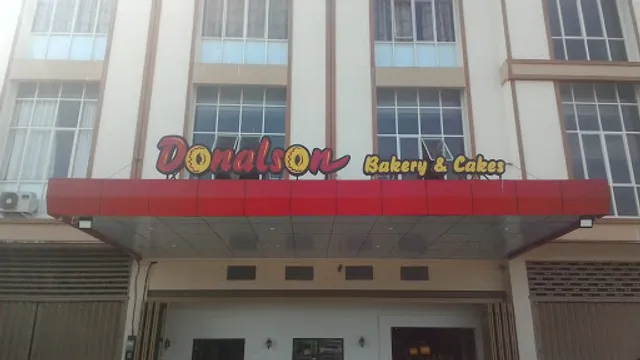 Donalson Bakery & Cakes